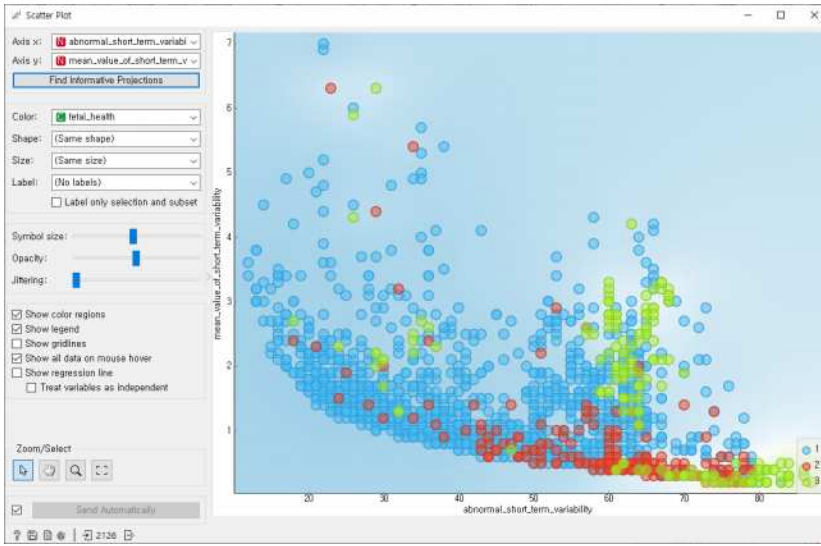 Scatter Plot
Axis x: N abnormal_short_term_variabi
Axis y: N mean_value_of_short_term_v
Find Informative Projections
Color: C fetal_health
Shape: (Same shape)
Size: (Same size)
Label: (No labels)
Label only selection and subset
Symbol size:
Opacity:
Jittering:
Show color regions
Show legend
Show gridlines
Show all data on mouse hover
Show regression line
Treat variables as independent
Zoom/Select
Send Automatically
2126
mean_value_of_short_term_variability
7
6
5
4
3
2
1
20 30 40 50 60 70 80
abnormal_short_term_variability
1
2
3